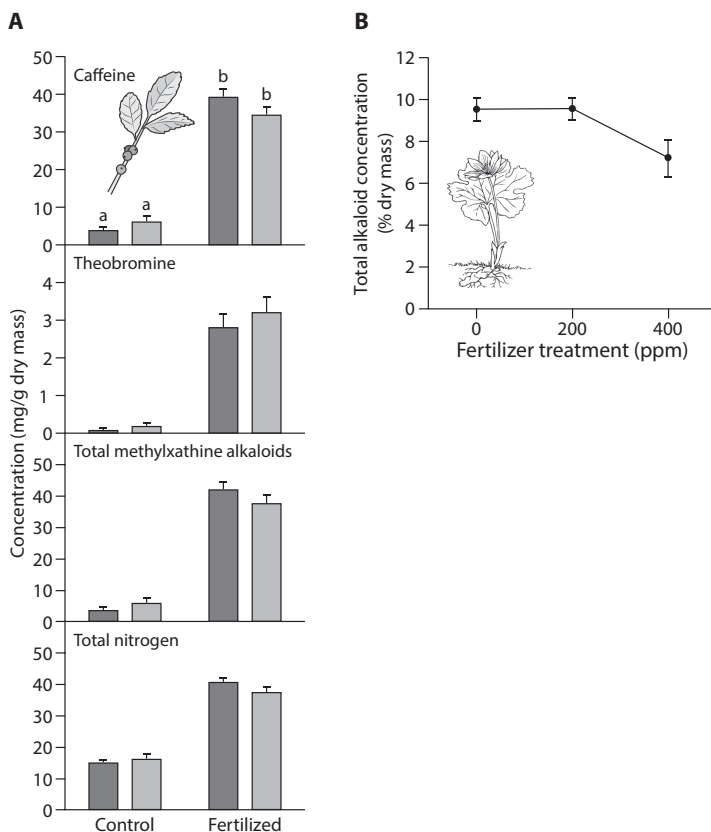 A
Concentration (mg/g dry mass)
Caffeine
50
40
30
20
10
0
a
a
b
b
Theobromine
4
3
2
1
0
Total methylxathine alkaloids
50
40
30
20
10
0
Total nitrogen
50
40
30
20
10
0
Control
Fertilized
B
Total alkaloid concentration
(% dry mass)
12
10
8
6
4
2
0
0
200
400
Fertilizer treatment (ppm)